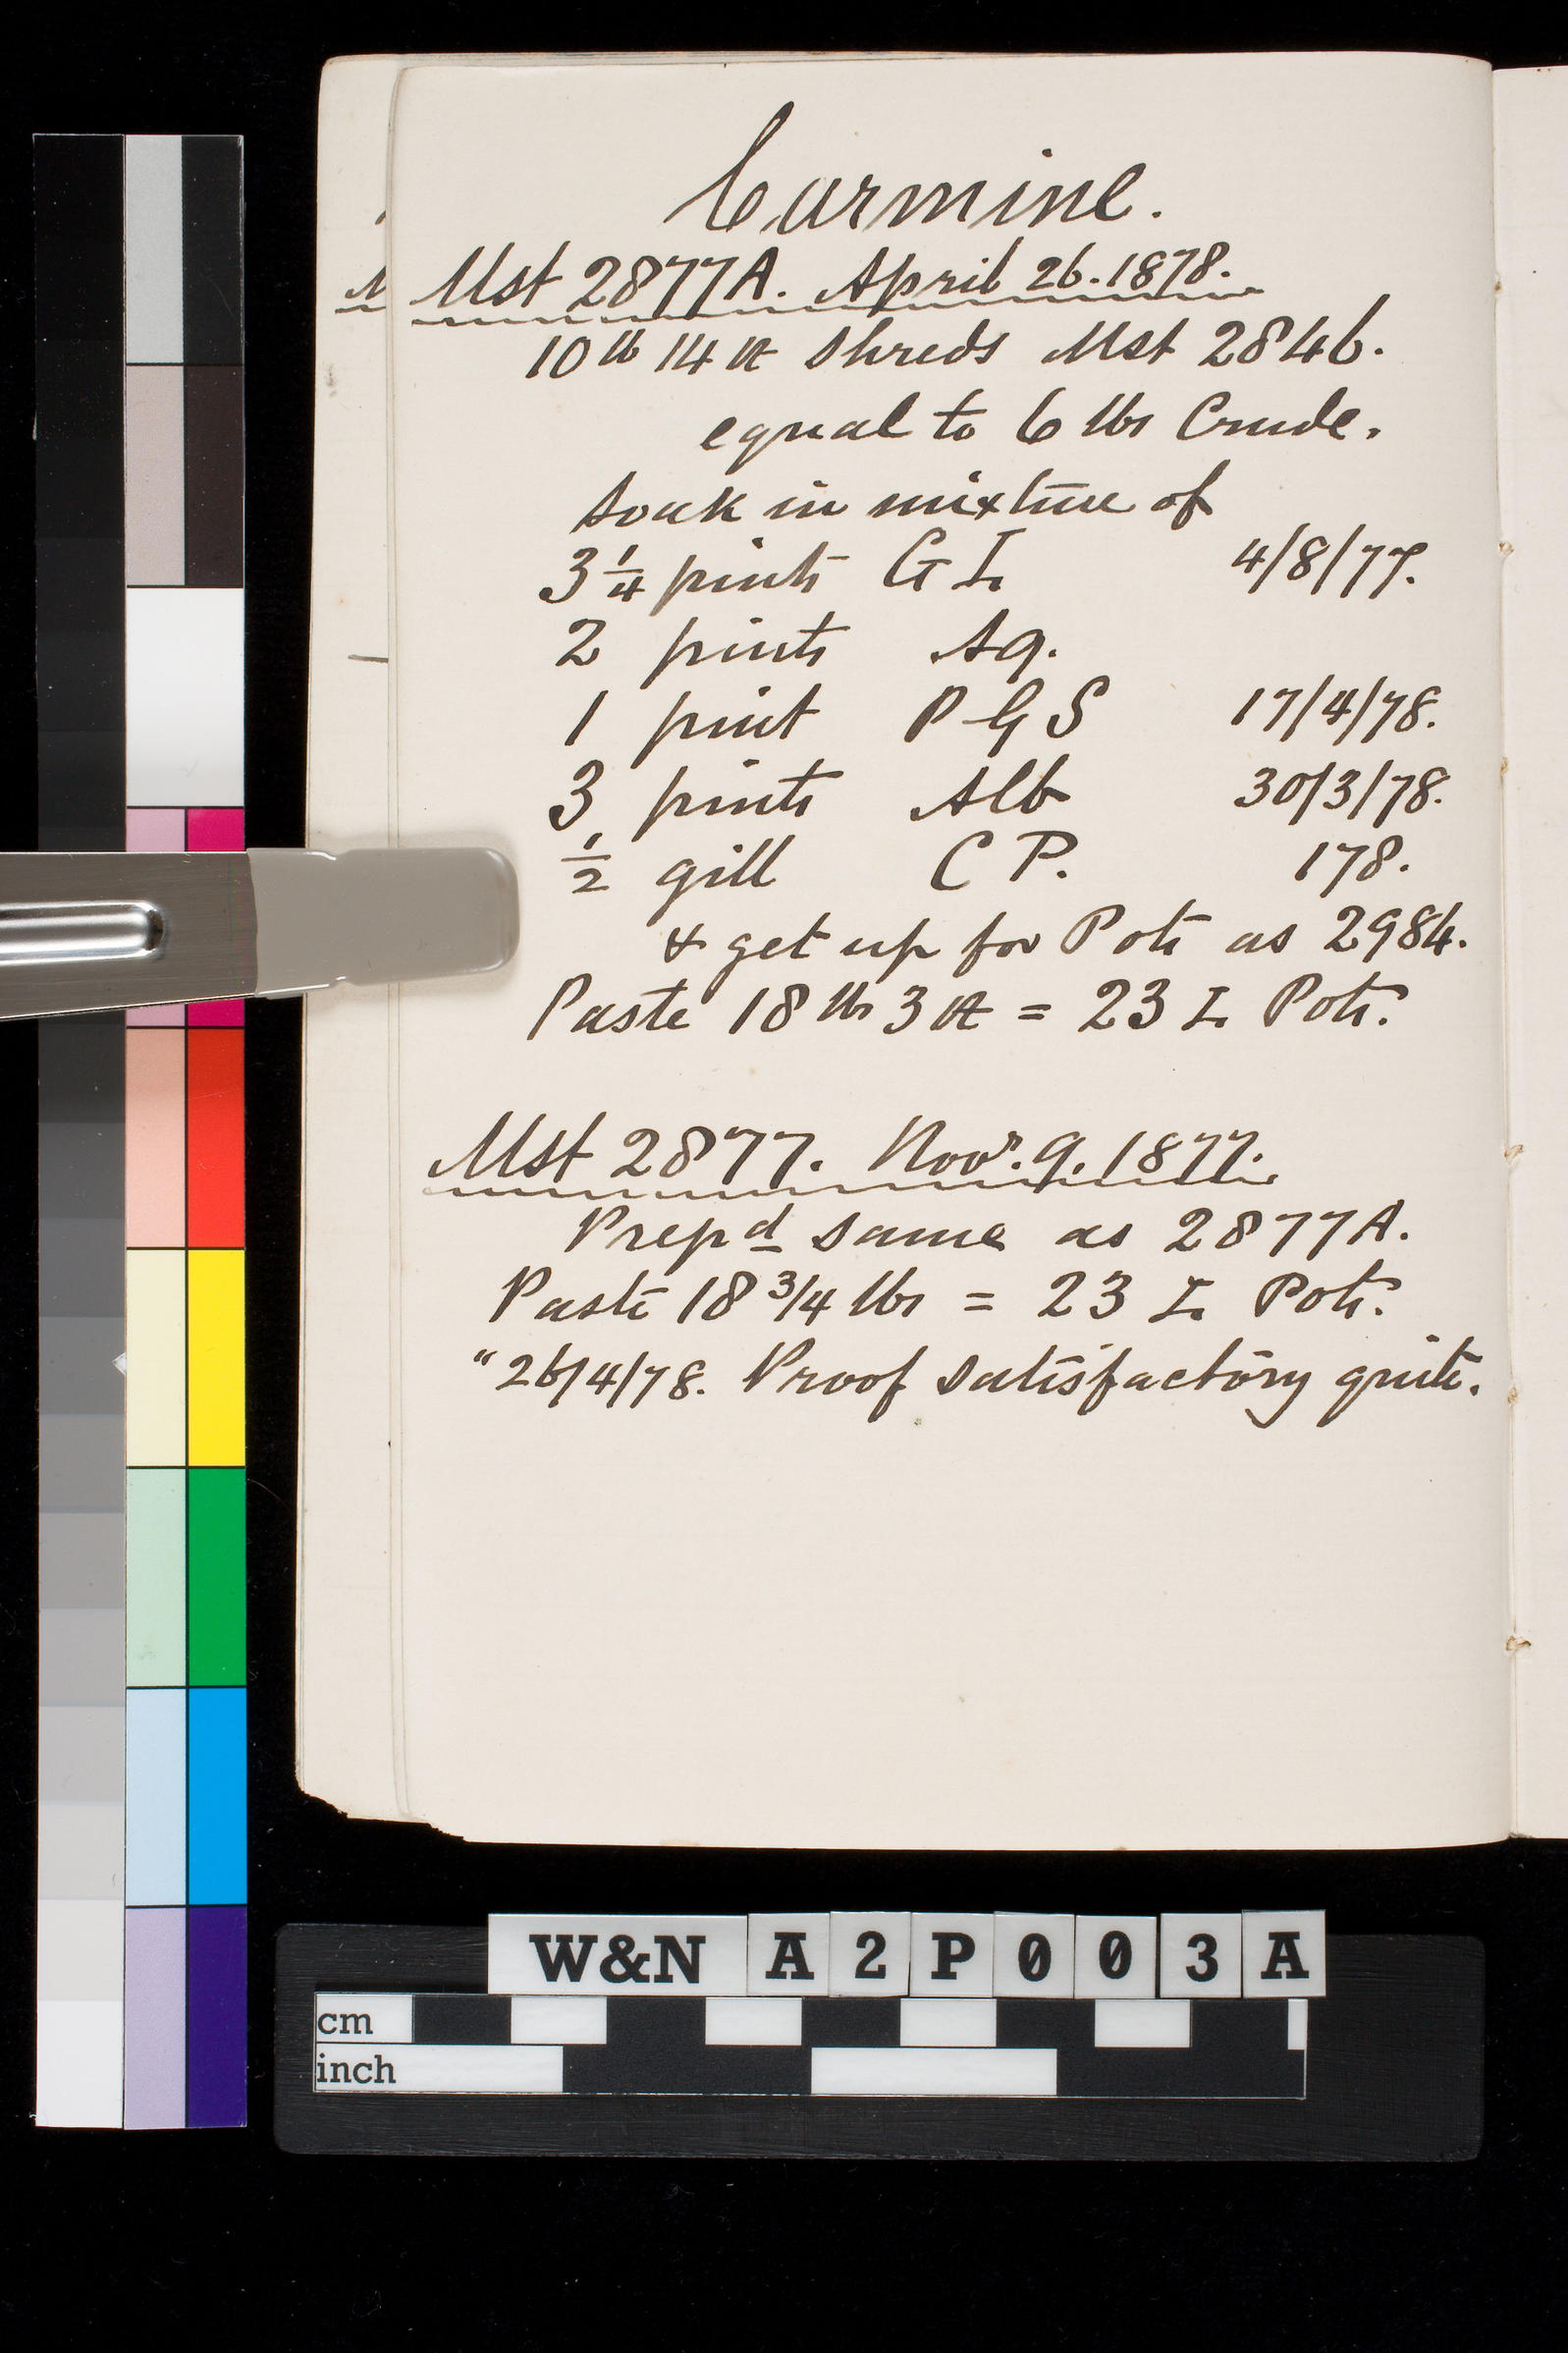 Carmine.
Mst 2877A. April 26. 1878.
10 lb 14 oz Shreds Mst 2846.
equal to 6 lbs Crude.
Soak in mixture of
3 1/4 pints G I 4/8/77.
2 pints Aq.
1 pint P G S 17/4/78.
3 pints Alb 30/3/78.
1/2 gill C P. 178.
& get up for Pots as 2984.
Paste 18 lbs 3 oz = 23 I. Pots.
Mst 2877. Novr. 9. 1877.
Prepd same as 2877A.
Paste 18 3/4 lbs = 23 I. Pots.
"26/4/78. Proof satisfactory quite.
W&N A2P003A
cm
inch